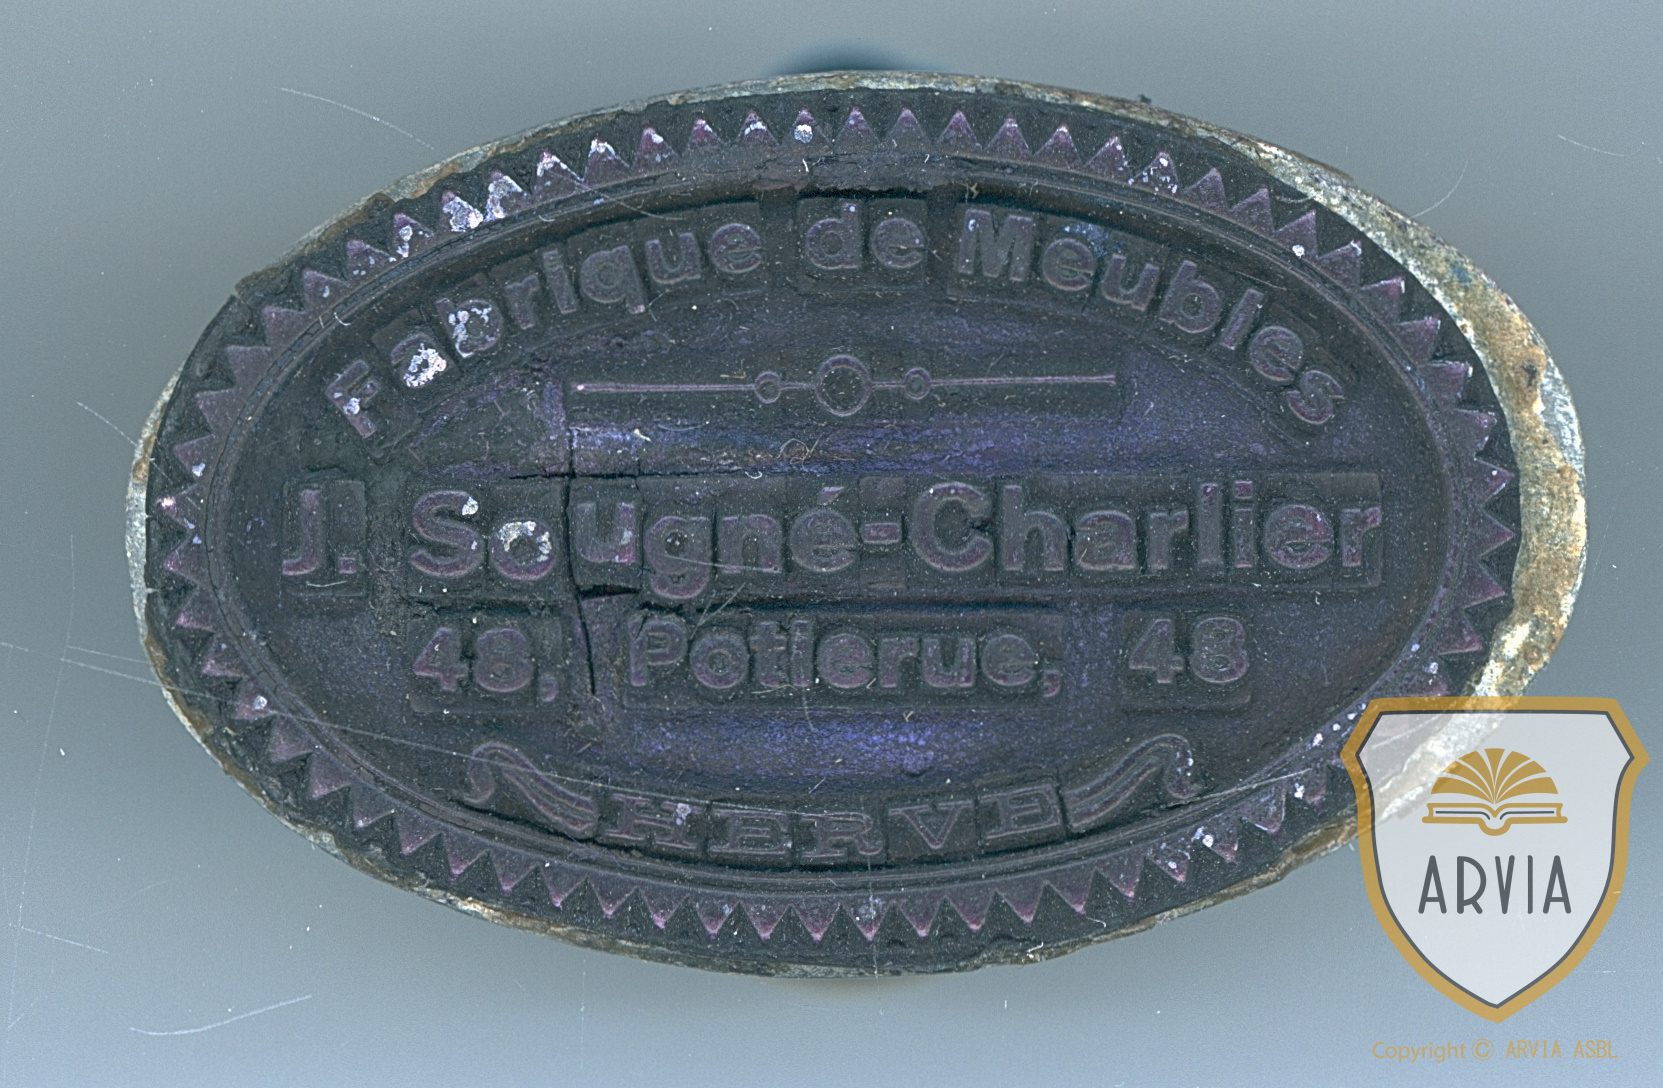 Fabrique de Meubles
J. Sougné-Charlier
48, Potierue, 48
HERVE
ARVIA
Copyright © ARVIA ASBL